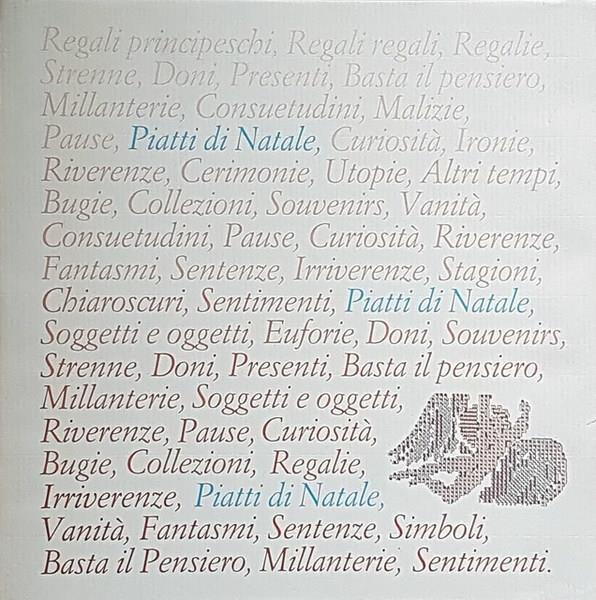 Regali principeschi, Regali regali, Regalie,
Strenne, Doni, Presenti, Basta il pensiero,
Millanterie, Consuetudini, Malizie,
Pause, Piatti di Natale, Curiosità, Ironie,
Riverenze, Cerimonie, Utopie, Altri tempi,
Bugie, Collezioni, Souvenirs, Vanità,
Consuetudini, Pause, Curiosità, Riverenze,
Fantasmi, Sentenze, Irriverenze, Stagioni,
Chiaroscuri, Sentimenti, Piatti di Natale,
Soggetti e oggetti, Euforie, Doni, Souvenirs,
Strenne, Doni, Presenti, Basta il pensiero,
Millanterie, Soggetti e oggetti,
Riverenze, Pause, Curiosità,
Bugie, Collezioni, Regalie,
Irriverenze, Piatti di Natale,
Vanità, Fantasmi, Sentenze, Simboli,
Basta il Pensiero, Millanterie, Sentimenti.